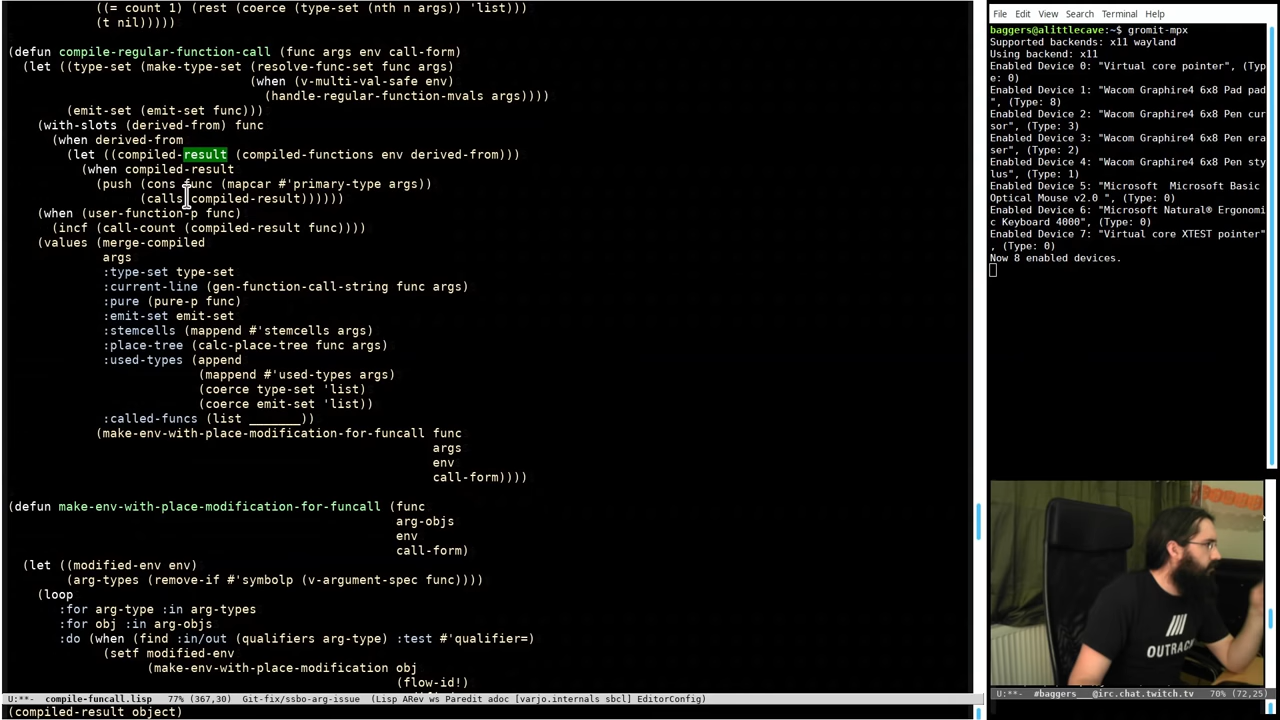 ((= count 1) (rest (coerce (type-set (nth n args)) 'list)))
(t nil)))))
(defun compile-regular-function-call (func args env call-form)
(let ((type-set (make-type-set (resolve-func-set func args)
(when (v-multi-val-safe env)
(handle-regular-function-mvals args))))
(emit-set (emit-set func)))
(with-slots (derived-from) func
(when derived-from
(let ((compiled-result (compiled-functions env derived-from)))
(when compiled-result
(push (cons func (mapcar #'primary-type args))
(calls compiled-result))))))
(when (user-function-p func)
(incf (call-count (compiled-result func))))
(values (merge-compiled
args
:type-set type-set
:current-line (gen-function-call-string func args)
:pure (pure-p func)
:emit-set emit-set
:stemcells (mappend #'stemcells args)
:place-tree (calc-place-tree func args)
:used-types (append
(mappend #'used-types args)
(coerce type-set 'list)
(coerce emit-set 'list))
:called-funcs (list _______))
(make-env-with-place-modification-for-funcall func
args
env
call-form))))
(defun make-env-with-place-modification-for-funcall (func
arg-objs
env
call-form)
(let ((modified-env env)
(arg-types (remove-if #'symbolp (v-argument-spec func))))
(loop
:for arg-type :in arg-types
:for obj :in arg-objs
:do (when (find :in/out (qualifiers arg-type) :test #'qualifier=)
(setf modified-env
(make-env-with-place-modification obj
(flow-id!)
U:**- compile-funcall.lisp 77% (367,30) Git-fix/ssbo-arg-issue (Lisp ARev ws Paredit adoc [varjo.internals sbcl] EditorConfig)
(compiled-result object)
File Edit View Search Terminal Help
baggers@alittlecave:~$ gromit-mpx
Supported backends: x11 wayland
Using backend: x11
Enabled Device 0: "Virtual core pointer", (Typ
e: 0)
Enabled Device 1: "Wacom Graphire4 6x8 Pad pad
", (Type: 8)
Enabled Device 2: "Wacom Graphire4 6x8 Pen cur
sor", (Type: 3)
Enabled Device 3: "Wacom Graphire4 6x8 Pen era
ser", (Type: 2)
Enabled Device 4: "Wacom Graphire4 6x8 Pen sty
lus", (Type: 1)
Enabled Device 5: "Microsoft  Microsoft Basic
Optical Mouse v2.0 ", (Type: 0)
Enabled Device 6: "Microsoft Natural® Ergonomi
c Keyboard 4000", (Type: 0)
Enabled Device 7: "Virtual core XTEST pointer"
, (Type: 0)
Now 8 enabled devices.
OUTRAC
U:**- #baggers___@irc.chat.twitch.tv 70% (72,25)